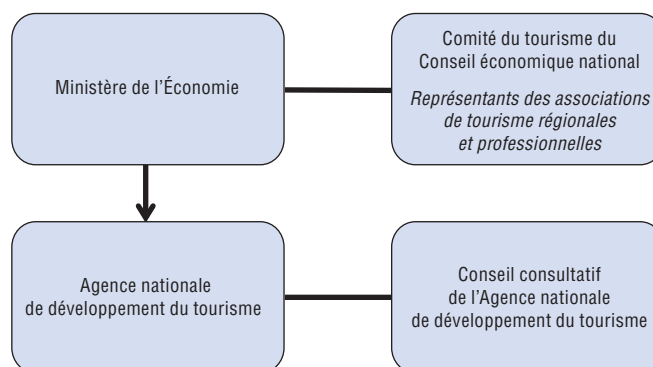 Ministère de l’Économie
Comité du tourisme du
Conseil économique national
Représentants des associations
de tourisme régionales
et professionnelles
Agence nationale
de développement du tourisme
Conseil consultatif
de l’Agence nationale
de développement du tourisme